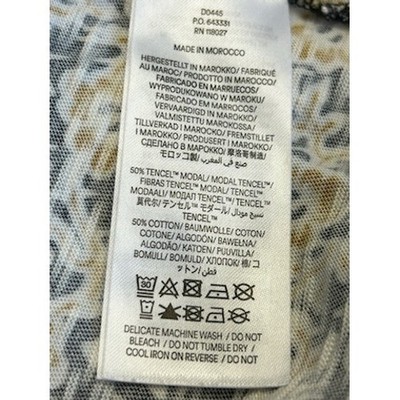 D0445
P.O. 643331
RN 118027
MADE IN MOROCCO
HERGESTELLT IN MAROKKO/ FABRIQUÉ
AU MAROC/ PRODOTTO IN MAROCCO/
FABRICADO EN MARRUECOS/
WYPRODUKOWANO W MAROKU/
FABRICADO EM MARROCOS/
VERVAARDIGD IN MAROKKO/
VALMISTETTU MAROKOSSA/
TILLVERKAD I MAROCKO/ FREMSTILLET
I MAROKKO/ PRODUSERT I MAROKKO/
СДЕЛАНО В МАРОККО/ 摩洛哥制造/
モロッコ製/ صنع في المغرب
50% TENCEL™ MODAL/ MODAL TENCEL™/
FIBRAS TENCEL™ MODAL/ TENCEL™
MODAALI/ МОДАЛ TENCEL™/ TENCEL™
莫代尔/ テンセル™ モダール/ نسيج مودال
TENCEL™
50% COTTON/ BAUMWOLLE/ COTON/
COTONE/ ALGODÓN/ BAWEŁNA/
ALGODÃO/ KATOEN/ PUUVILLA/
BOMULL/ BOMULD/ ХЛОПОК/ 棉/ コ
ットン/ قطن
30
DELICATE MACHINE WASH / DO NOT
BLEACH / DO NOT TUMBLE DRY /
COOL IRON ON REVERSE / DO NOT